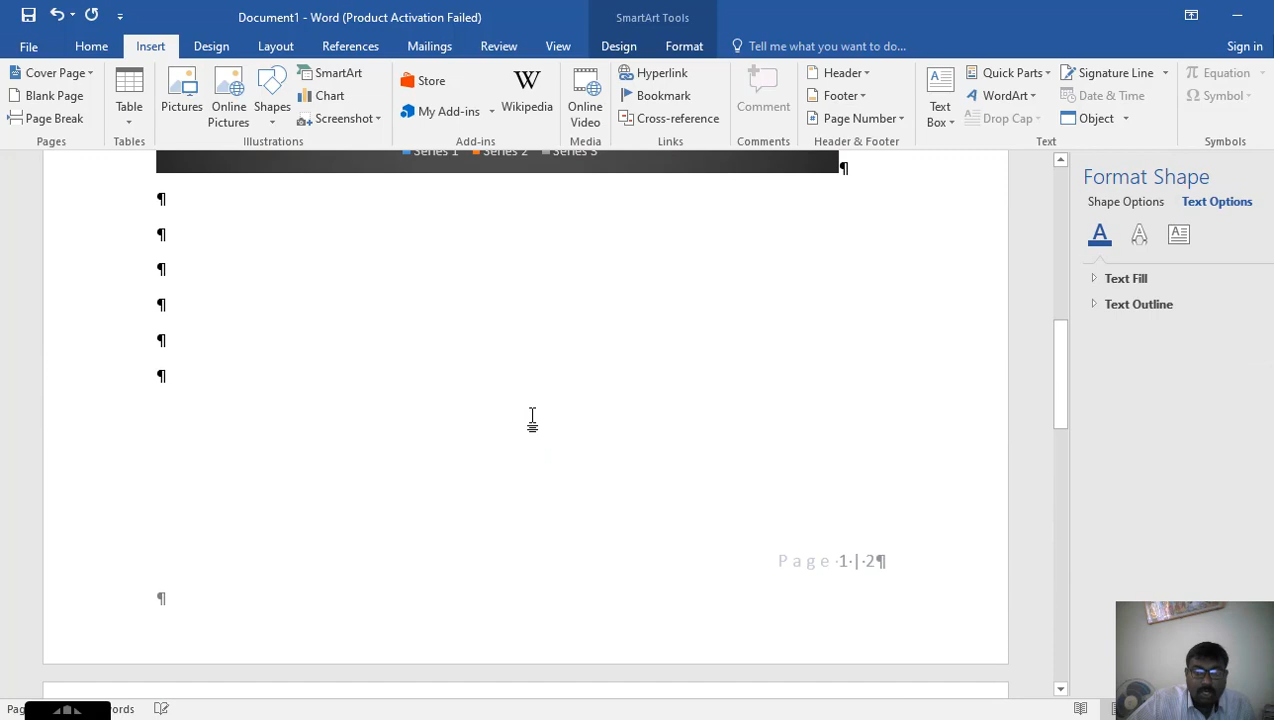 Document1 - Word (Product Activation Failed)
SmartArt Tools
File
Home
Insert
Design
Layout
References
Mailings
Review
View
Design
Format
Tell me what you want to do...
Sign in
Cover Page
Blank Page
Page Break
Pages
Table
Tables
Pictures
Online Pictures
Shapes
SmartArt
Chart
Screenshot
Illustrations
Store
My Add-ins
Wikipedia
Add-ins
Online Video
Media
Hyperlink
Bookmark
Cross-reference
Links
Comment
Comments
Header
Footer
Page Number
Header & Footer
Text Box
Quick Parts
WordArt
Drop Cap
Signature Line
Date & Time
Object
Text
Equation
Symbol
Symbols
Series 1 Series 2 Series 3 ¶
¶
¶
¶
¶
¶
¶
Page·1·|·2¶
¶
Format Shape
Shape Options
Text Options
Text Fill
Text Outline